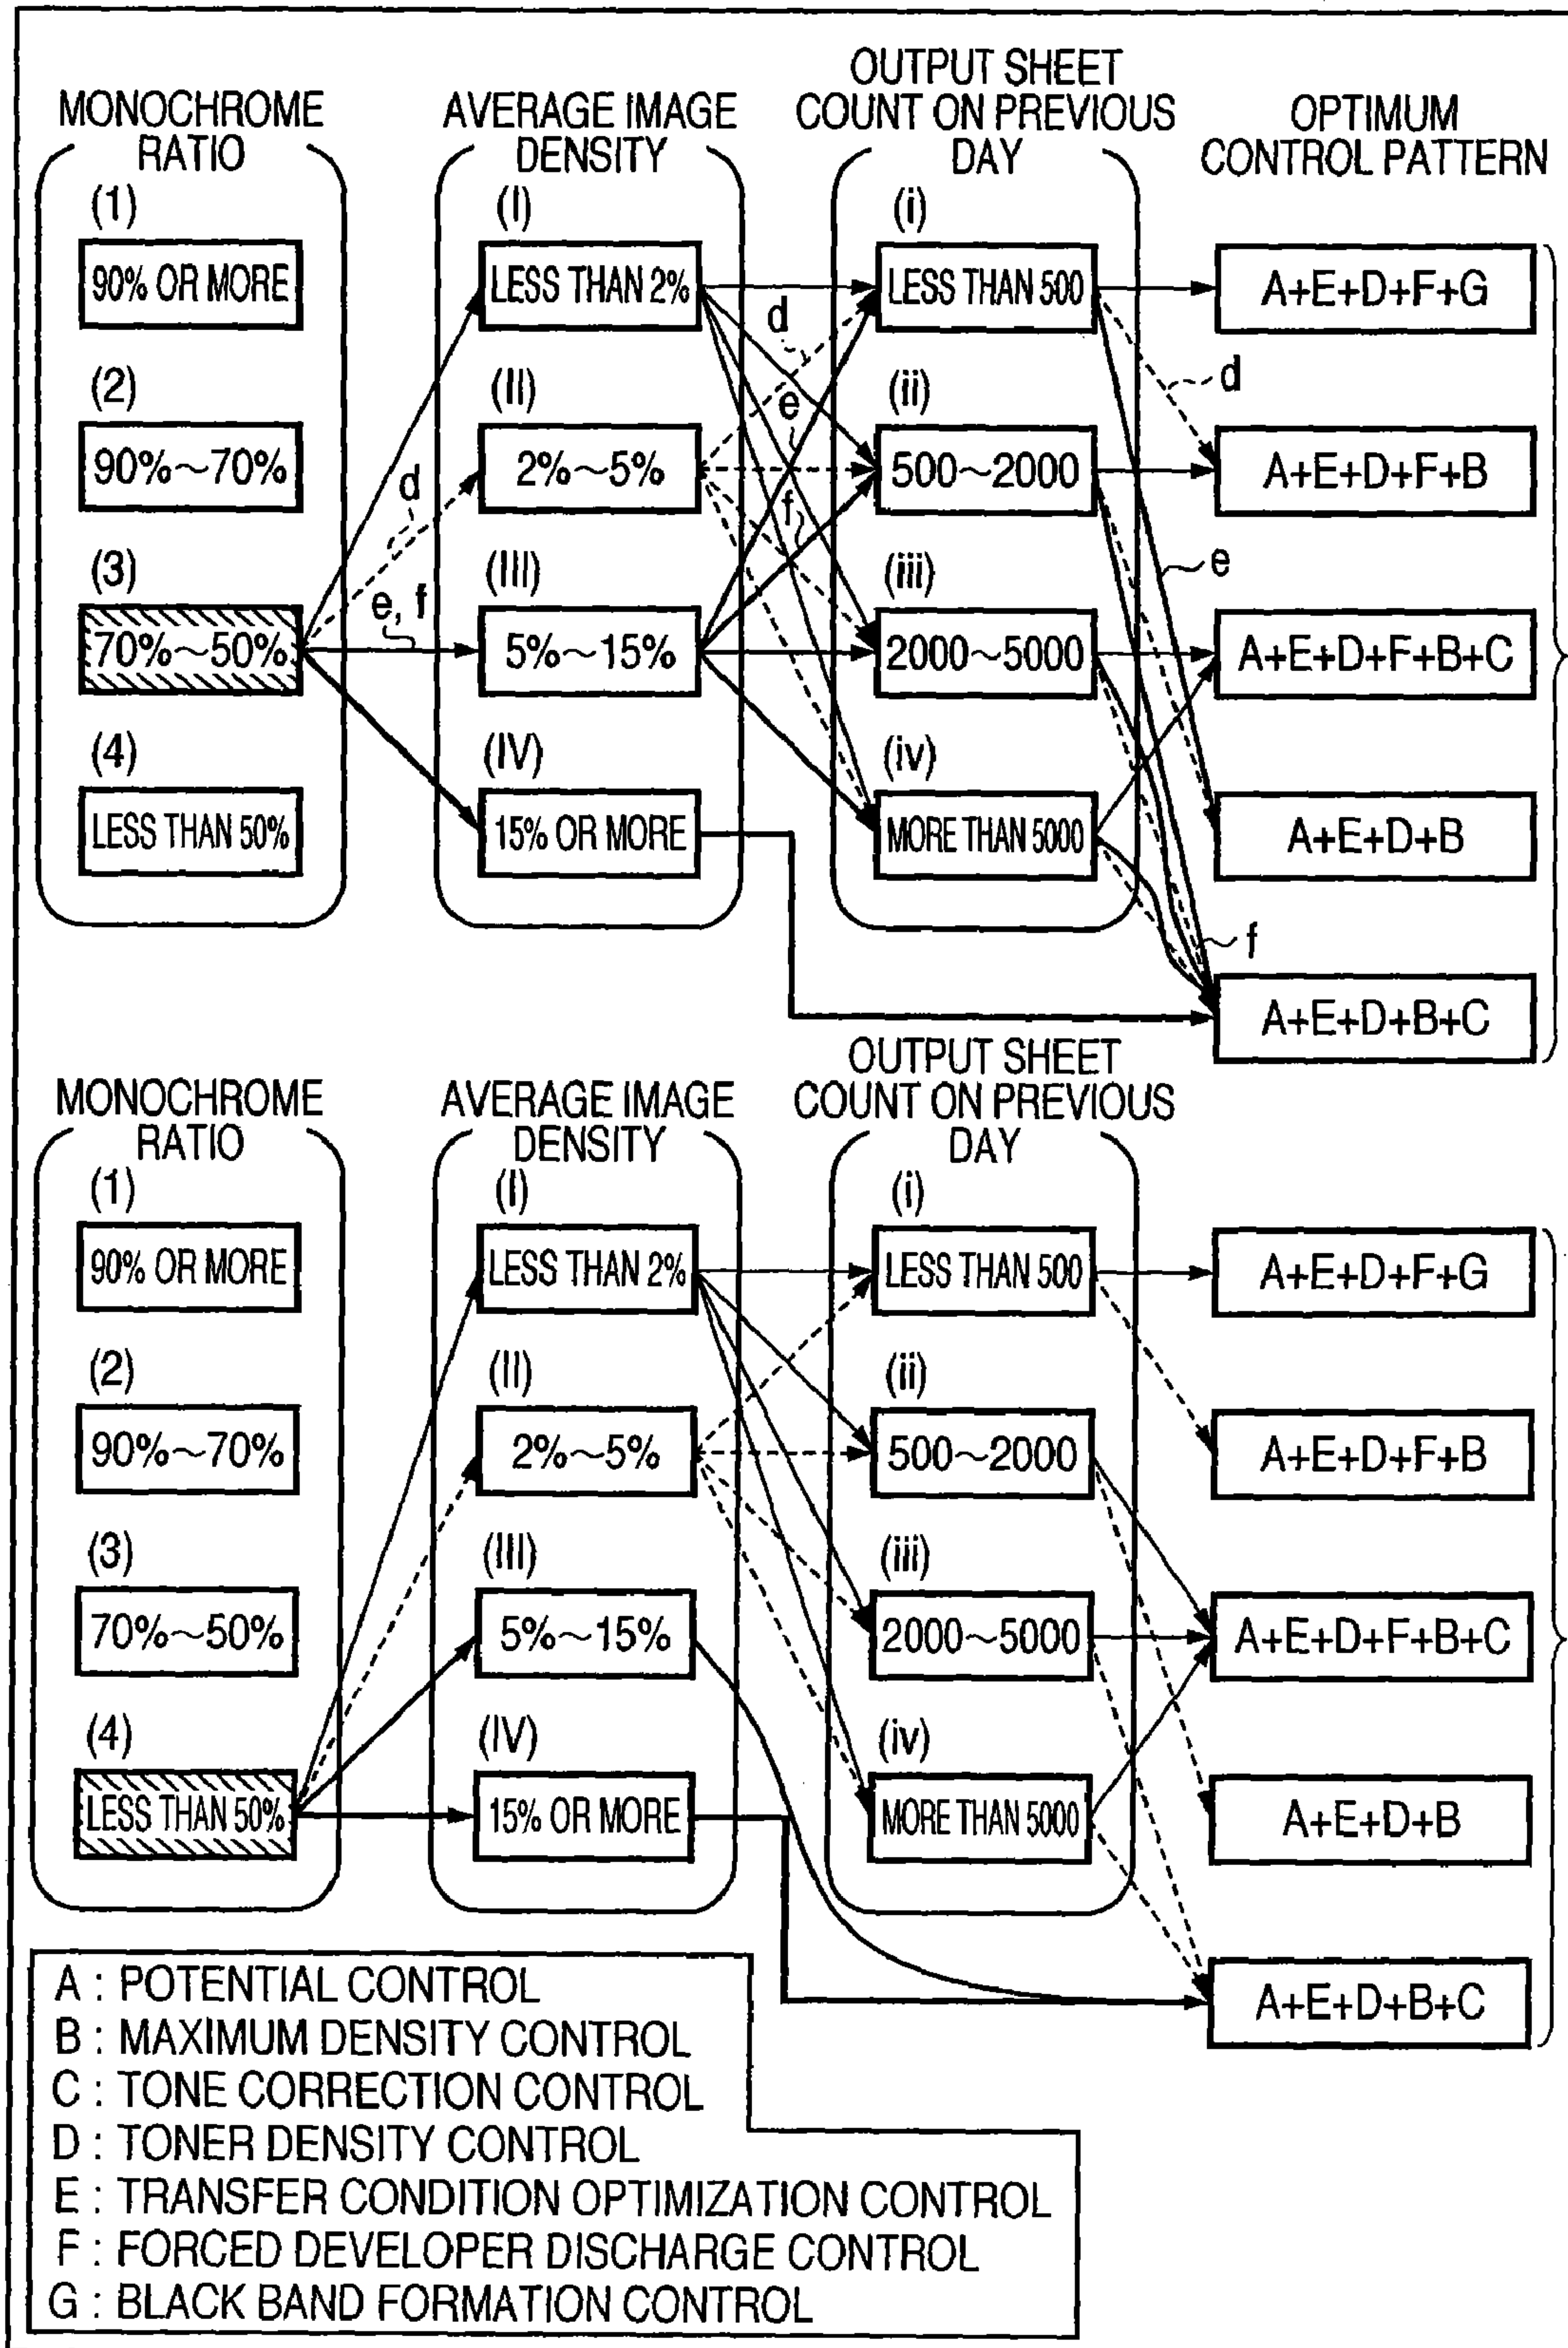 MONOCHROME
RATIO
AVERAGE IMAGE
DENSITY
OUTPUT SHEET
COUNT ON PREVIOUS
DAY
OPTIMUM
CONTROL PATTERN
(1)
90% OR MORE
(2)
90%~70%
(3)
70%~50%
(4)
LESS THAN 50%
d
e, f
(I)
LESS THAN 2%
(II)
2%~5%
(III)
5%~15%
(IV)
15% OR MORE
d
e
f
(i)
LESS THAN 500
(ii)
500~2000
(iii)
2000~5000
(iv)
MORE THAN 5000
d
e
f
A+E+D+F+G
A+E+D+F+B
A+E+D+F+B+C
A+E+D+B
A+E+D+B+C
MONOCHROME
RATIO
AVERAGE IMAGE
DENSITY
OUTPUT SHEET
COUNT ON PREVIOUS
DAY
(1)
90% OR MORE
(2)
90%~70%
(3)
70%~50%
(4)
LESS THAN 50%
(I)
LESS THAN 2%
(II)
2%~5%
(III)
5%~15%
(IV)
15% OR MORE
(i)
LESS THAN 500
(ii)
500~2000
(iii)
2000~5000
(iv)
MORE THAN 5000
A+E+D+F+G
A+E+D+F+B
A+E+D+F+B+C
A+E+D+B
A+E+D+B+C
A : POTENTIAL CONTROL
B : MAXIMUM DENSITY CONTROL
C : TONE CORRECTION CONTROL
D : TONER DENSITY CONTROL
E : TRANSFER CONDITION OPTIMIZATION CONTROL
F : FORCED DEVELOPER DISCHARGE CONTROL
G : BLACK BAND FORMATION CONTROL